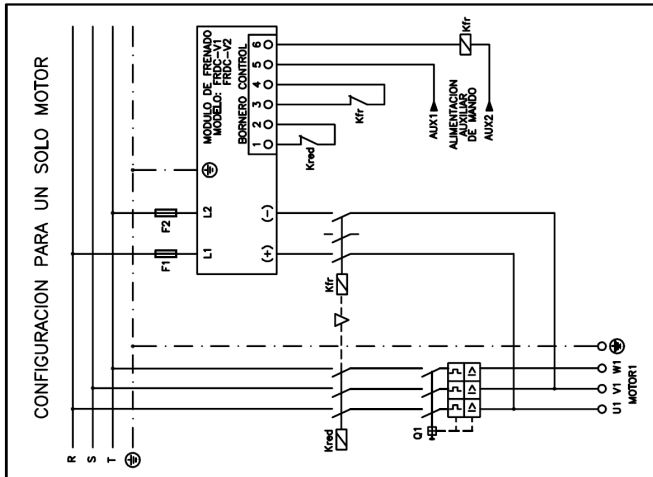 CONFIGURACION PARA UN SOLO MOTOR
R
S
T
F1
F2
L1
L2
MODULO DE FRENADO
MODELO: FRDC-V1
FRDC-V2
BORNERO CONTROL
1 2 3 4 5 6
(+)
(-)
Kred
Kfr
Kfr
AUX1
ALIMENTACION
AUXILIAR
DE MANDO
AUX2
Kred
Kfr
Q1
U1 V1 W1
MOTOR1